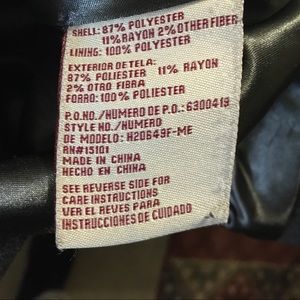 SHELL: 87% POLYESTER
11% RAYON 2% OTHER FIBER
LINING: 100% POLYESTER
EXTERIOR DE TELA:
87% POLIESTER 11% RAYON
2% OTRO FIBRA
FORRO: 100% POLIESTER
P.O.NO./NUMERO DE P.O.: 6300419
STYLE NO./NUMERO
DE MODELO: H20649F-ME
RN#15101
MADE IN CHINA
HECHO EN CHINA
SEE REVERSE SIDE FOR
CARE INSTRUCTIONS
VER EL REVES PARA
INSTRUCCIONES DE CUIDADO